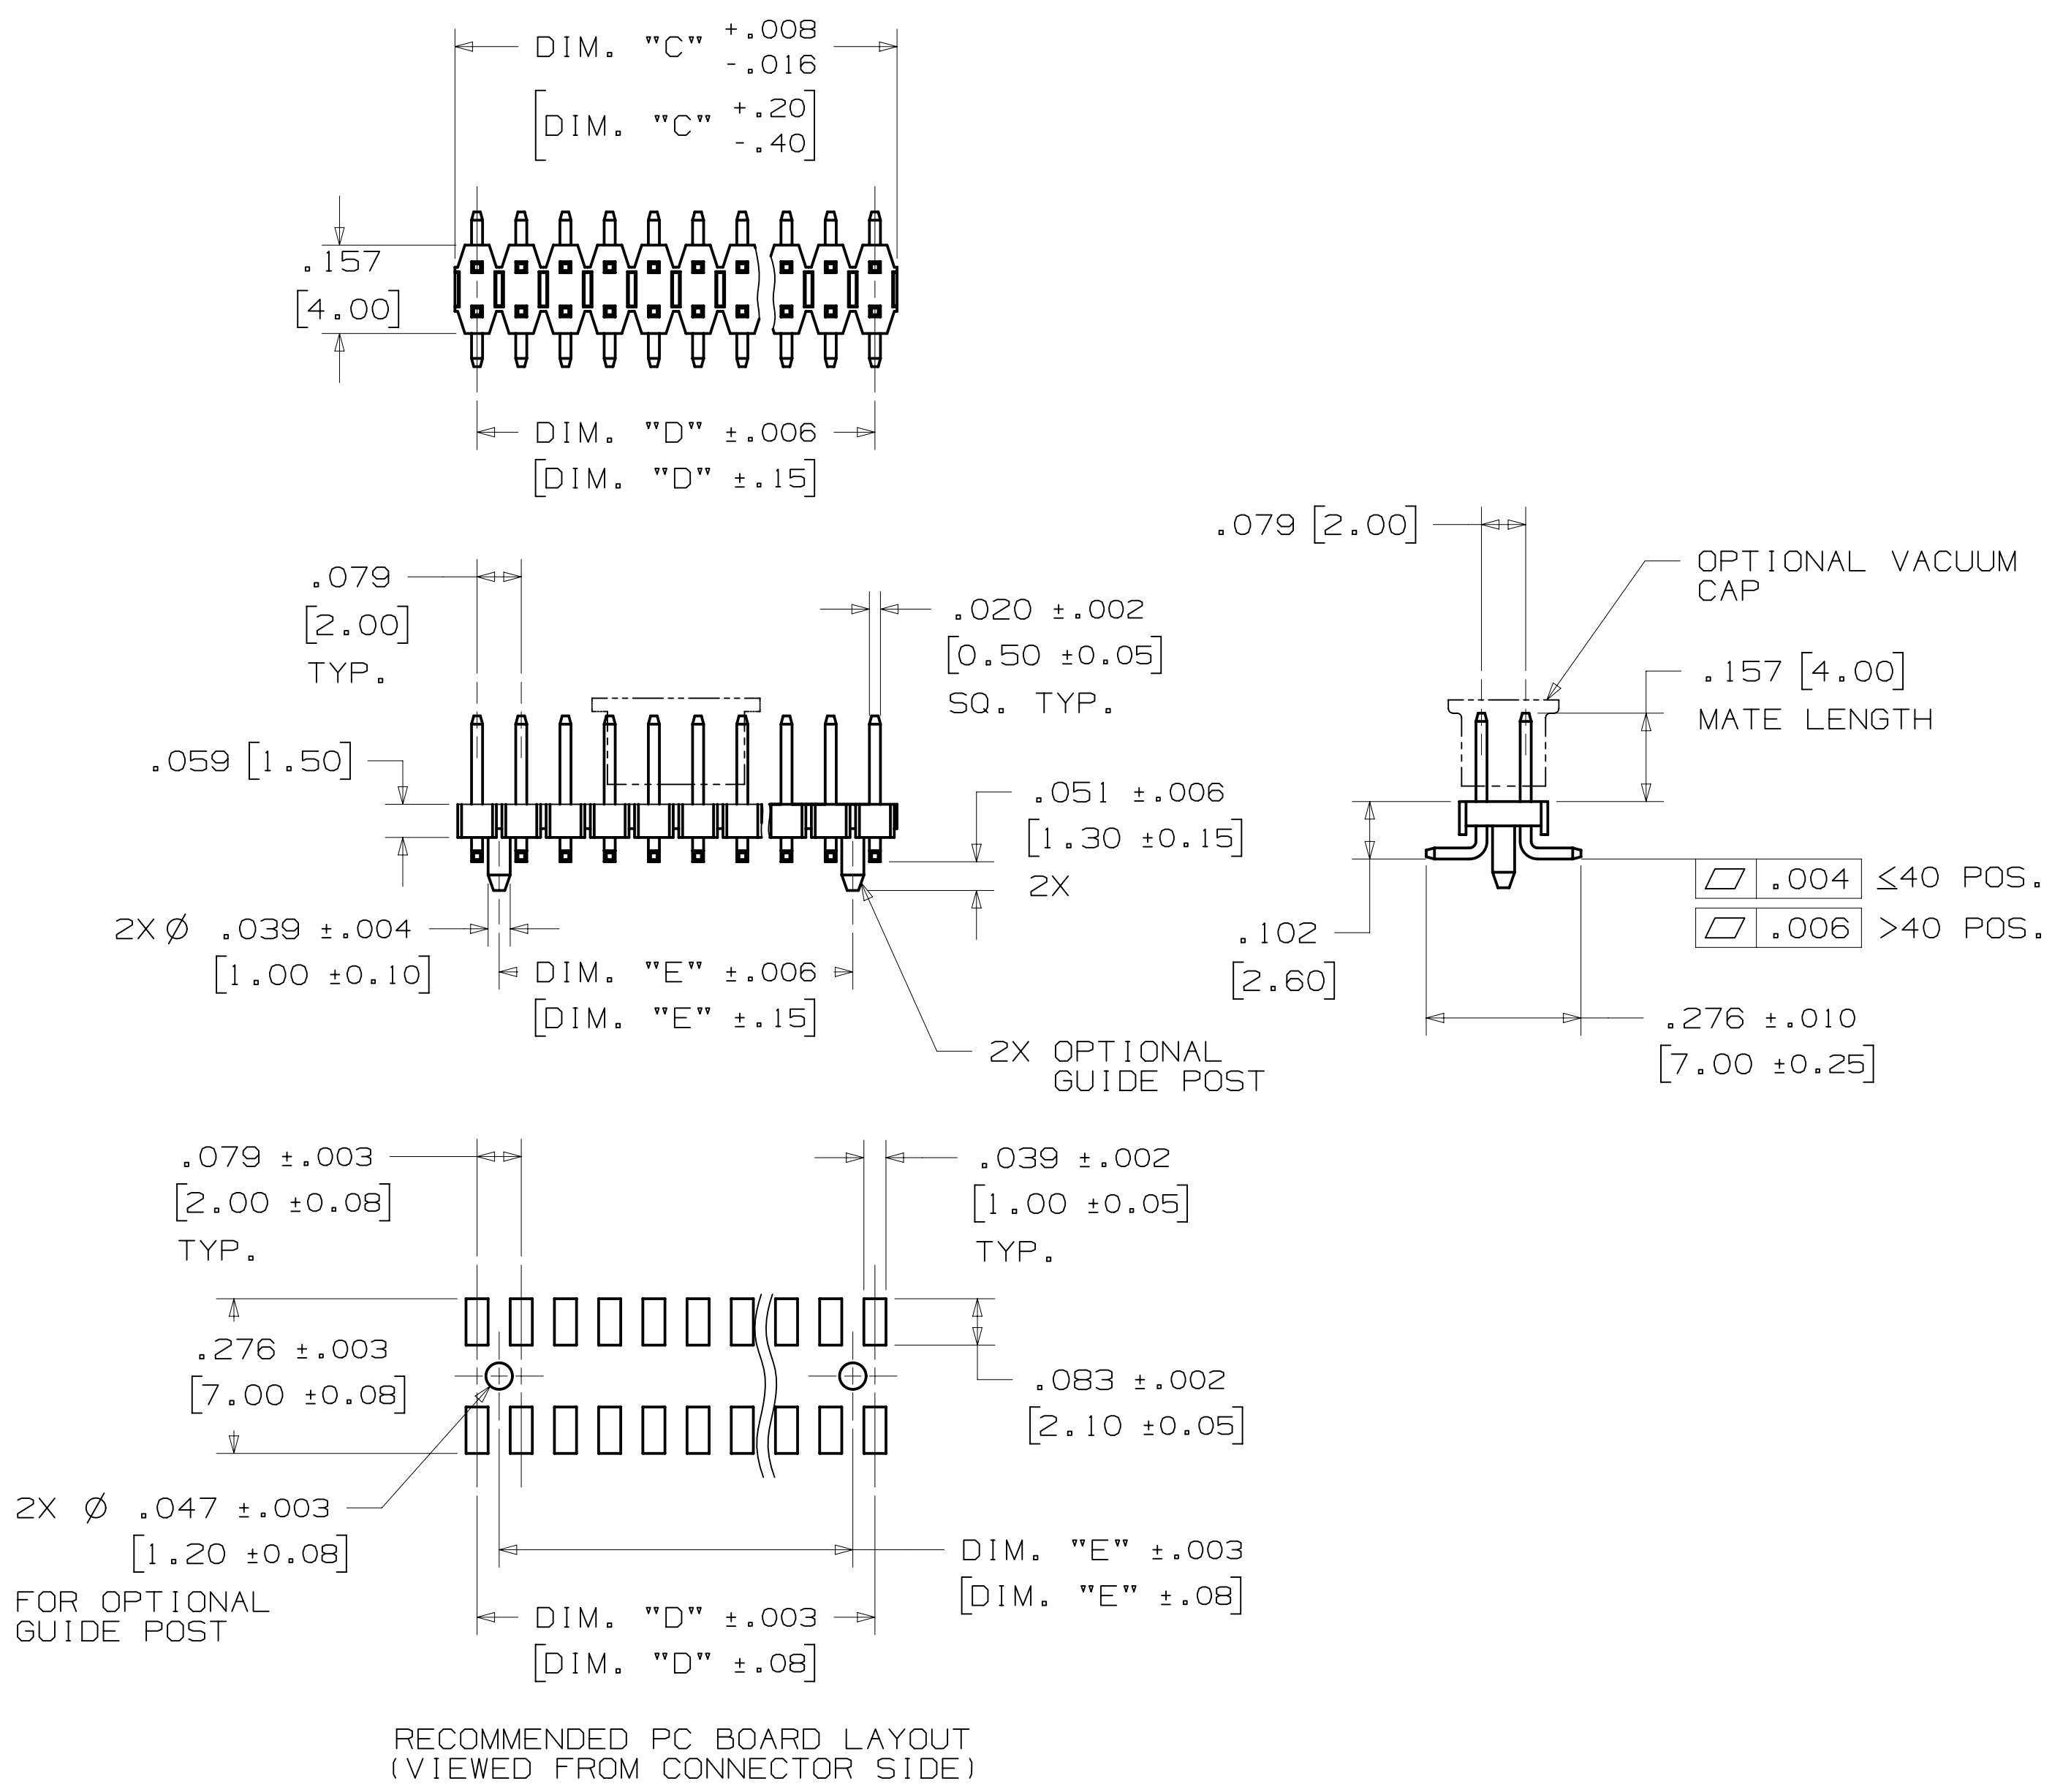 DIM. "C" +.008
-.016
[DIM. "C" +.20
-.40]
.157
[4.00]
DIM. "D" ±.006
[DIM. "D" ±.15]
.079
[2.00]
TYP.
.020 ±.002
[0.50 ±0.05]
SQ. TYP.
.059 [1.50]
.051 ±.006
[1.30 ±0.15]
2X
2X Ø .039 ±.004
[1.00 ±0.10]
DIM. "E" ±.006
[DIM. "E" ±.15]
2X OPTIONAL
GUIDE POST
.079 [2.00]
OPTIONAL VACUUM
CAP
.157 [4.00]
MATE LENGTH
⏥ .004 ≤40 POS.
⏥ .006 >40 POS.
.102
[2.60]
.276 ±.010
[7.00 ±0.25]
.079 ±.003
[2.00 ±0.08]
TYP.
.039 ±.002
[1.00 ±0.05]
TYP.
.276 ±.003
[7.00 ±0.08]
.083 ±.002
[2.10 ±0.05]
2X Ø .047 ±.003
[1.20 ±0.08]
FOR OPTIONAL
GUIDE POST
DIM. "E" ±.003
[DIM. "E" ±.08]
DIM. "D" ±.003
[DIM. "D" ±.08]
RECOMMENDED PC BOARD LAYOUT
(VIEWED FROM CONNECTOR SIDE)